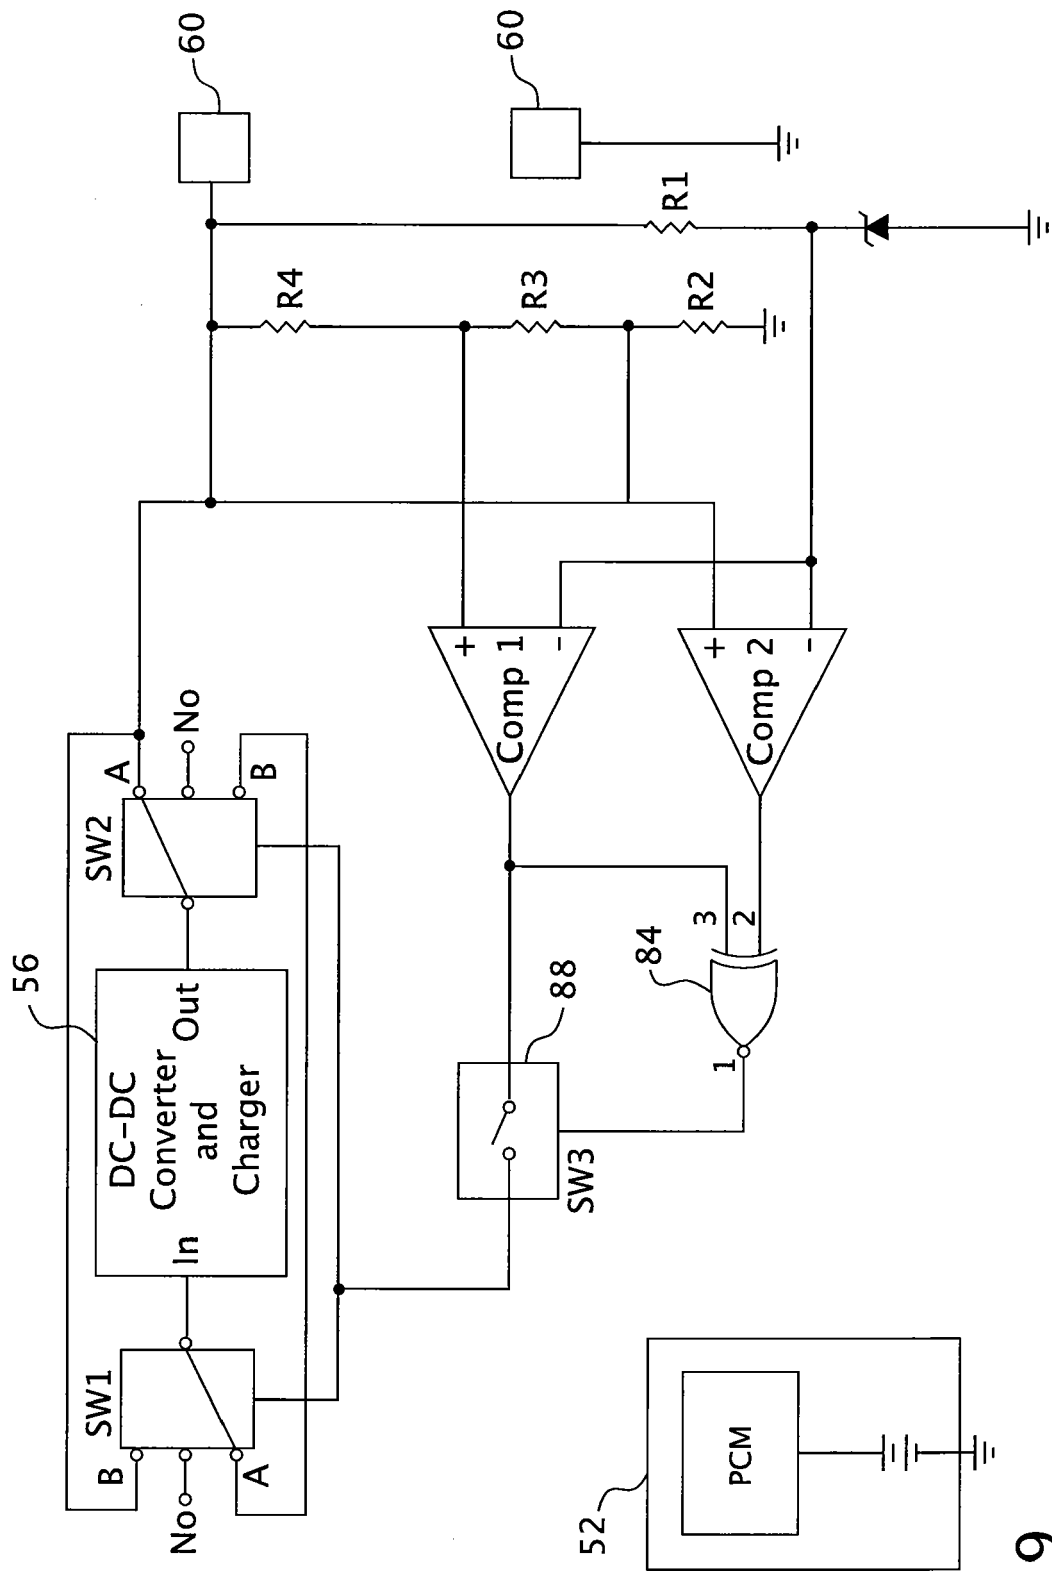 56
SW1
B
No
A
In
DC-DC
Converter
and
Charger
Out
SW2
A
No
B
60
60
R4
R3
R2
R1
Comp 1
+
-
Comp 2
+
-
88
SW3
84
1
3
2
52
PCM
9